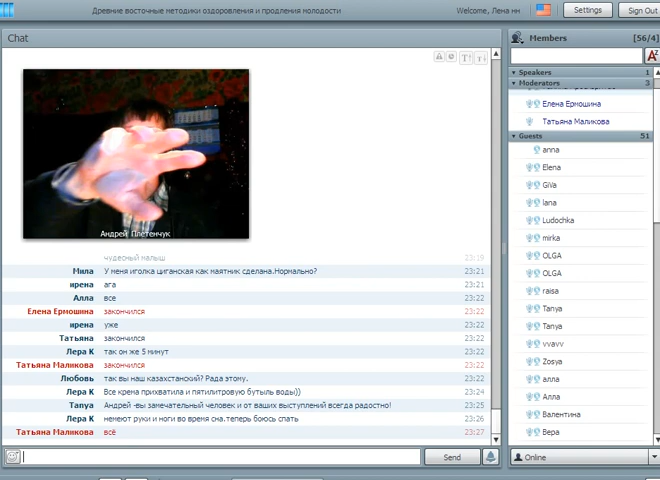 Древние восточные методики оздоровления и продления молодости
Welcome, Лена нн
Settings
Sign Out
Chat
Андрей Плетенчук
чудесный малыш 23:19
Мила У меня иголка циганская как маятник сделана.Нормально? 23:21
ирена ага 23:21
Алла все 23:22
Елена Ермошина закончился 23:22
ирена уже 23:22
Татьяна закончился 23:22
Лера К так он же 5 минут 23:22
Татьяна Маликова закончился 23:22
Любовь так вы наш казахстанский? Рада этому. 23:22
Лера К Все крема прихватила и пятилитровую бутыль воды)) 23:24
Tanya Андрей -вы замечательный человек и от ваших выступлений всегда радостно! 23:25
Лера К немеют руки и ноги во время сна.теперь боюсь спать 23:26
Татьяна Маликова всё 23:27
Send
Members [56/4]
Speakers 1
Moderators 3
Елена Ермошина
Татьяна Маликова
Guests 51
anna
Elena
GiVa
lana
Ludochka
mirka
OLGA
OLGA
raisa
Tanya
Tanya
vvavv
Zosya
алла
Алла
Валентина
Вера
Online